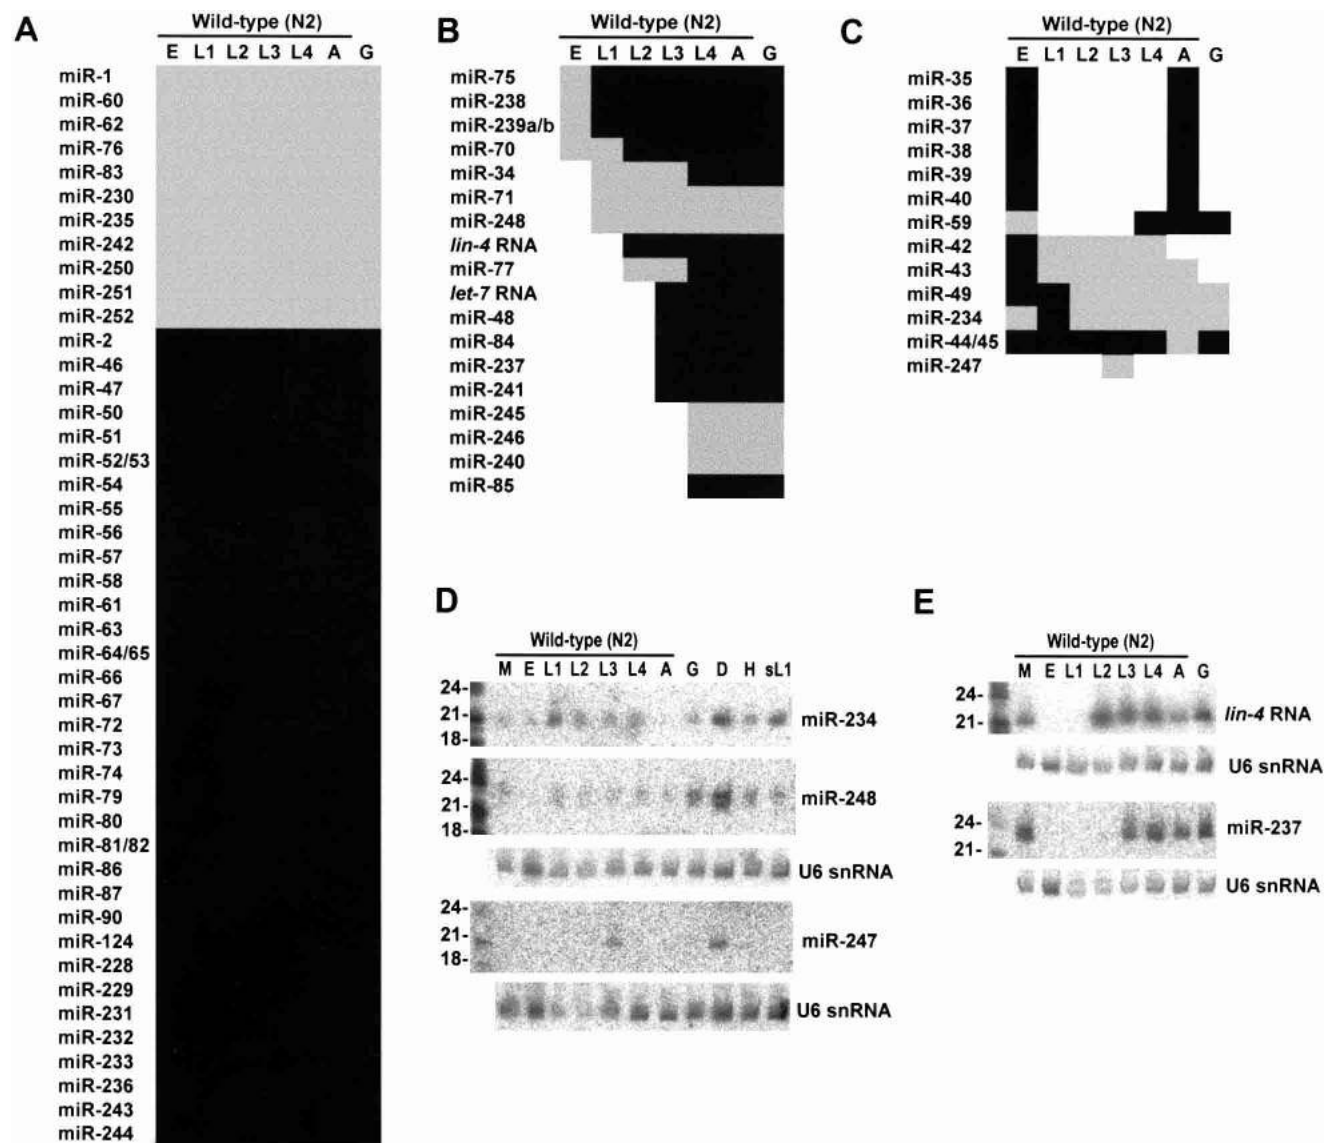 A
Wild-type (N2)
E L1 L2 L3 L4 A G
miR-1
miR-60
miR-62
miR-76
miR-83
miR-230
miR-235
miR-242
miR-250
miR-251
miR-252
miR-2
miR-46
miR-47
miR-50
miR-51
miR-52/53
miR-54
miR-55
miR-56
miR-57
miR-58
miR-61
miR-63
miR-64/65
miR-66
miR-67
miR-72
miR-73
miR-74
miR-79
miR-80
miR-81/82
miR-86
miR-87
miR-90
miR-124
miR-228
miR-229
miR-231
miR-232
miR-233
miR-236
miR-243
miR-244
B
Wild-type (N2)
E L1 L2 L3 L4 A G
miR-75
miR-238
miR-239a/b
miR-70
miR-34
miR-71
miR-248
lin-4 RNA
miR-77
let-7 RNA
miR-48
miR-84
miR-237
miR-241
miR-245
miR-246
miR-240
miR-85
C
Wild-type (N2)
E L1 L2 L3 L4 A G
miR-35
miR-36
miR-37
miR-38
miR-39
miR-40
miR-59
miR-42
miR-43
miR-49
miR-234
miR-44/45
miR-247
D
Wild-type (N2)
M E L1 L2 L3 L4 A G D H sL1
24-
21- miR-234
18-
24-
miR-248
21-
18-
U6 snRNA
24-
21- miR-247
18-
U6 snRNA
E
Wild-type (N2)
M E L1 L2 L3 L4 A G
24-
lin-4 RNA
21-
U6 snRNA
24- miR-237
21-
U6 snRNA